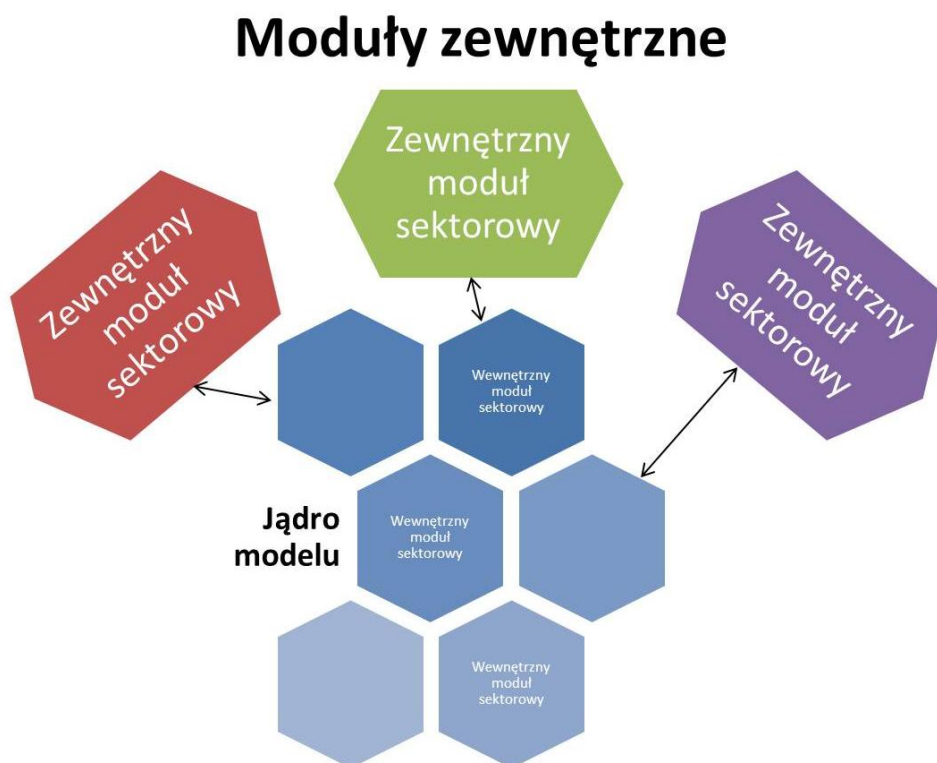 Moduły zewnętrzne
Zewnętrzny
moduł
sektorowy
Zewnętrzny
moduł
sektorowy
Zewnętrzny
moduł
sektorowy
Wewnętrzny
moduł
sektorowy
Jądro
modelu
Wewnętrzny
moduł
sektorowy
Wewnętrzny
moduł
sektorowy